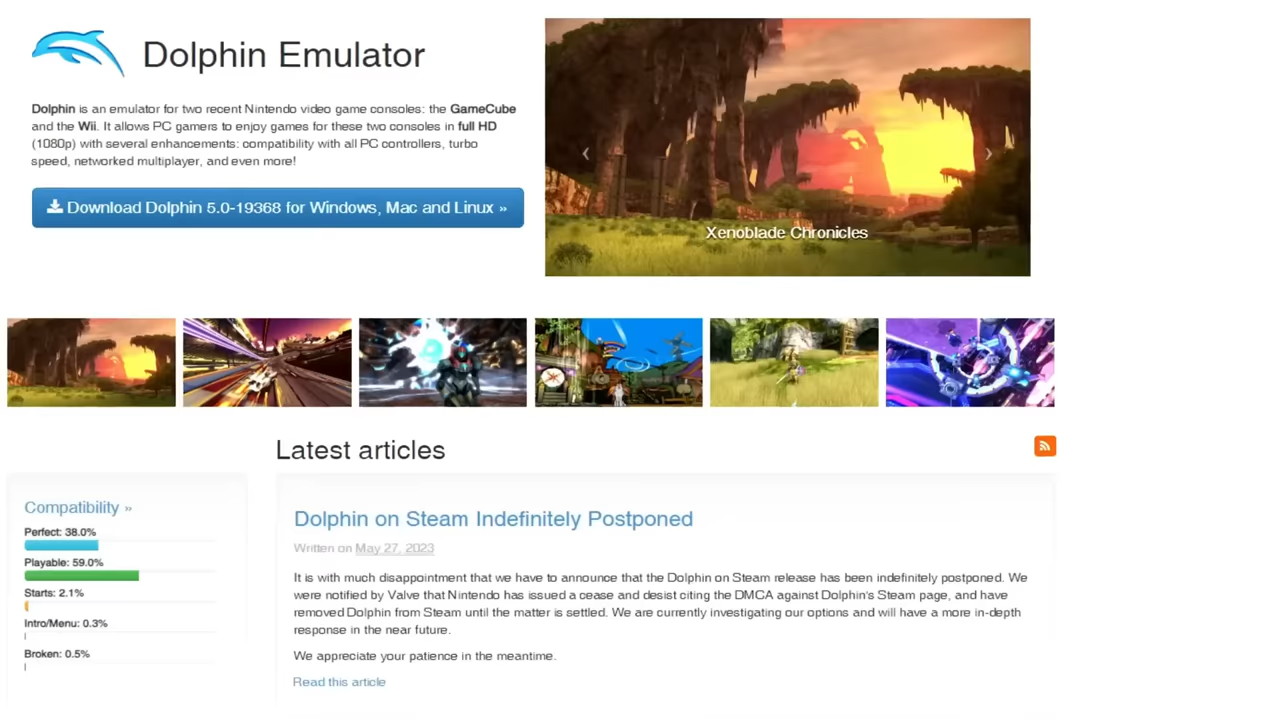 Dolphin Emulator
Dolphin is an emulator for two recent Nintendo video game consoles: the GameCube
and the Wii. It allows PC gamers to enjoy games for these two consoles in full HD
(1080p) with several enhancements: compatibility with all PC controllers, turbo
speed, networked multiplayer, and even more!
Download Dolphin 5.0-19368 for Windows, Mac and Linux »
‹
›
Xenoblade Chronicles
Latest articles
Compatibility »
Perfect: 38.0%
Playable: 59.0%
Starts: 2.1%
Intro/Menu: 0.3%
Broken: 0.5%
Dolphin on Steam Indefinitely Postponed
Written on May 27, 2023
It is with much disappointment that we have to announce that the Dolphin on Steam release has been indefinitely postponed. We
were notified by Valve that Nintendo has issued a cease and desist citing the DMCA against Dolphin's Steam page, and have
removed Dolphin from Steam until the matter is settled. We are currently investigating our options and will have a more in-depth
response in the near future.
We appreciate your patience in the meantime.
Read this article